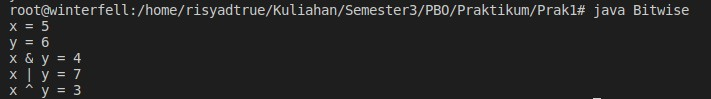 root@winterfell:/home/risyadtrue/Kuliahan/Semester3/PBO/Praktikum/Prak1# java Bitwise
x = 5
y = 6
x & y = 4
x | y = 7
x ^ y = 3